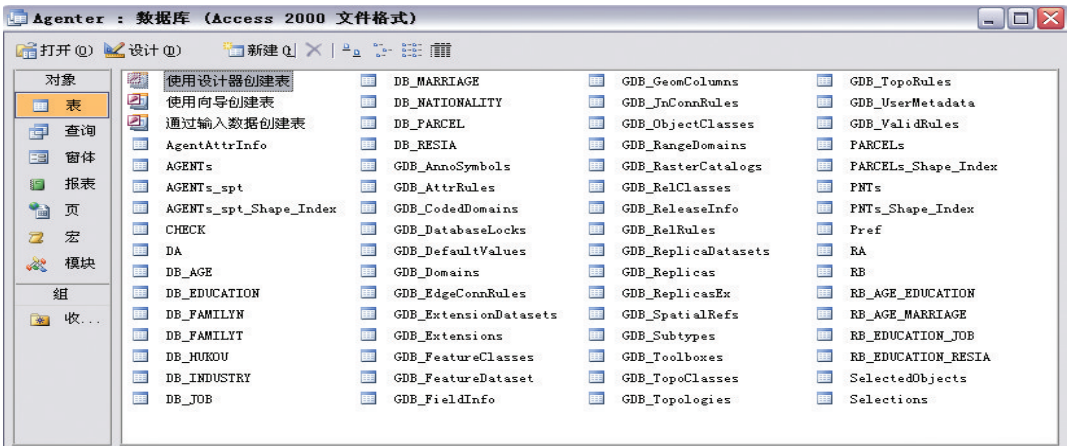 Agenter : 数据库 (Access 2000 文件格式)
打开(O) 设计(D) 新建(N)
对象
表
查询
窗体
报表
页
宏
模块
组
收...
使用设计器创建表
使用向导创建表
通过输入数据创建表
AgentAttrInfo
AGENTs
AGENTs_spt
AGENTs_spt_Shape_Index
CHECK
DA
DB_AGE
DB_EDUCATION
DB_FAMILYN
DB_FAMILYT
DB_HUKOU
DB_INDUSTRY
DB_JOB
DB_MARRIAGE
DB_NATIONALITY
DB_PARCEL
DB_RESIA
GDB_AnnoSymbols
GDB_AttrRules
GDB_CodedDomains
GDB_DatabaseLocks
GDB_DefaultValues
GDB_Domains
GDB_EdgeConnRules
GDB_ExtensionDatasets
GDB_Extensions
GDB_FeatureClasses
GDB_FeatureDataset
GDB_FieldInfo
GDB_GeomColumns
GDB_JnConnRules
GDB_ObjectClasses
GDB_RangeDomains
GDB_RasterCatalogs
GDB_RelClasses
GDB_ReleaseInfo
GDB_RelRules
GDB_ReplicaDatasets
GDB_Replicas
GDB_ReplicasEx
GDB_SpatialRefs
GDB_Subtypes
GDB_Toolboxes
GDB_TopoClasses
GDB_Topologies
GDB_TopoRules
GDB_UserMetadata
GDB_ValidRules
PARCELs
PARCELs_Shape_Index
PNTs
PNTs_Shape_Index
Pref
RA
RB
RB_AGE_EDUCATION
RB_AGE_MARRIAGE
RB_EDUCATION_JOB
RB_EDUCATION_RESIA
SelectedObjects
Selections